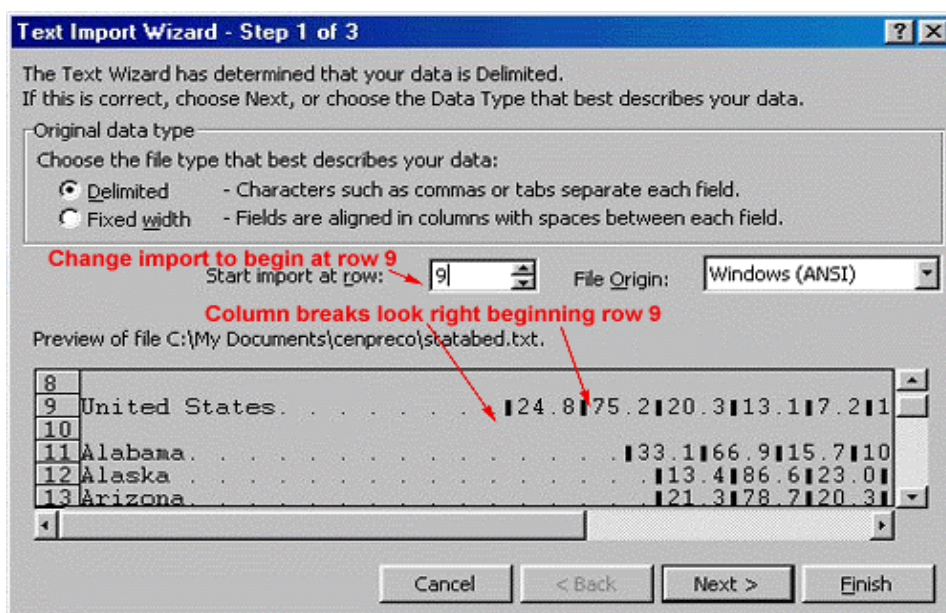 Text Import Wizard - Step 1 of 3
The Text Wizard has determined that your data is Delimited.
If this is correct, choose Next, or choose the Data Type that best describes your data.
Original data type
Choose the file type that best describes your data:
Delimited - Characters such as commas or tabs separate each field.
Fixed width - Fields are aligned in columns with spaces between each field.
Change import to begin at row 9
Start import at row: 9 File Origin: Windows (ANSI)
Column breaks look right beginning row 9
Preview of file C:\My Documents\cenpreco\statabed.txt.
8
9 United States. . . . . . . .▮24.8▮75.2▮20.3▮13.1▮7.2▮1
10
11 Alabama. . . . . . . . . . . . . . .▮33.1▮66.9▮15.7▮10
12 Alaska . . . . . . . . . . . . . . . .▮13.4▮86.6▮23.0▮
13 Arizona. . . . . . . . . . . . . . . .▮21.3▮78.7▮20.3▮
Cancel < Back Next > Finish